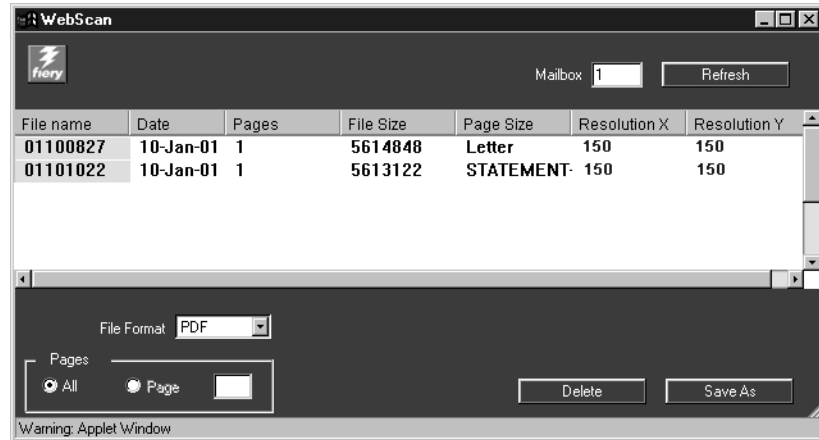 WebScan
fiery
Mailbox 1 Refresh
File name Date Pages File Size Page Size Resolution X Resolution Y
01100827 10-Jan-01 1 5614848 Letter 150 150
01101022 10-Jan-01 1 5613122 STATEMENT- 150 150
File Format PDF
Pages
All Page
Delete Save As
Warning: Applet Window